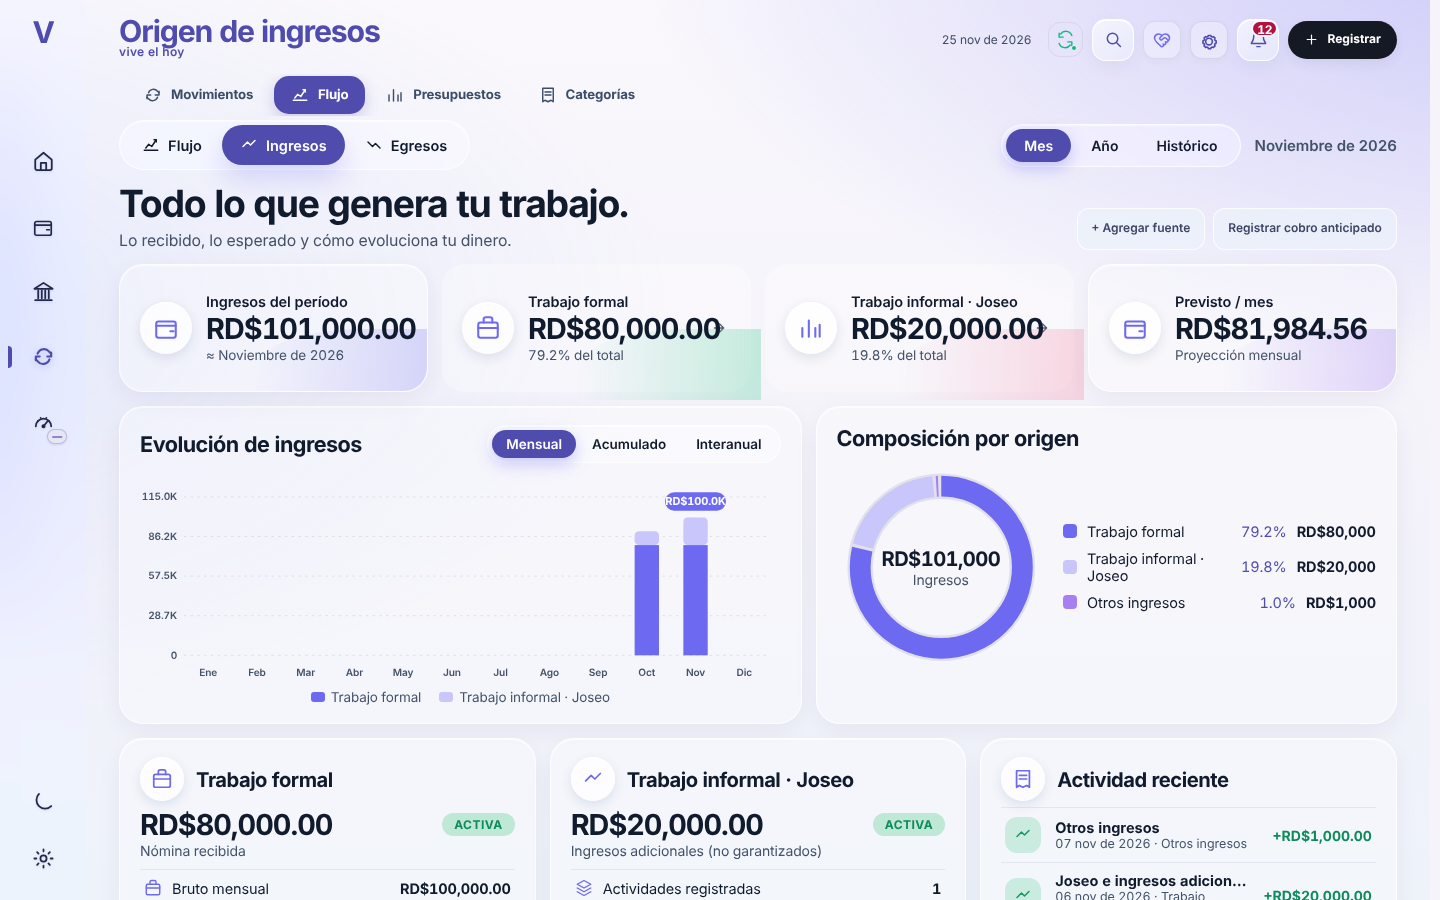 V
Origen de ingresos
vive el hoy
25 nov de 2026
12
+ Registrar
Movimientos
Flujo
Presupuestos
Categorías
Flujo
Ingresos
Egresos
Mes
Año
Histórico
Noviembre de 2026
Todo lo que genera tu trabajo.
Lo recibido, lo esperado y cómo evoluciona tu dinero.
+ Agregar fuente
Registrar cobro anticipado
Ingresos del período
RD$101,000.00
≈ Noviembre de 2026
Trabajo formal
RD$80,000.00
79.2% del total
Trabajo informal · Joseo
RD$20,000.00
19.8% del total
Previsto / mes
RD$81,984.56
Proyección mensual
Evolución de ingresos
Mensual
Acumulado
Interanual
115.0K
86.2K
57.5K
28.7K
0
RD$100.0K
Ene Feb Mar Abr May Jun Jul Ago Sep Oct Nov Dic
Trabajo formal
Trabajo informal · Joseo
Composición por origen
RD$101,000
Ingresos
Trabajo formal 79.2% RD$80,000
Trabajo informal · 19.8% RD$20,000
Joseo
Otros ingresos 1.0% RD$1,000
Trabajo formal
RD$80,000.00
ACTIVA
Nómina recibida
Bruto mensual RD$100,000.00
Trabajo informal · Joseo
RD$20,000.00
ACTIVA
Ingresos adicionales (no garantizados)
Actividades registradas 1
Actividad reciente
Otros ingresos
07 nov de 2026 · Otros ingresos
+RD$1,000.00
Joseo e ingresos adicion...
06 nov de 2026 · Trabajo
+RD$20,000.00